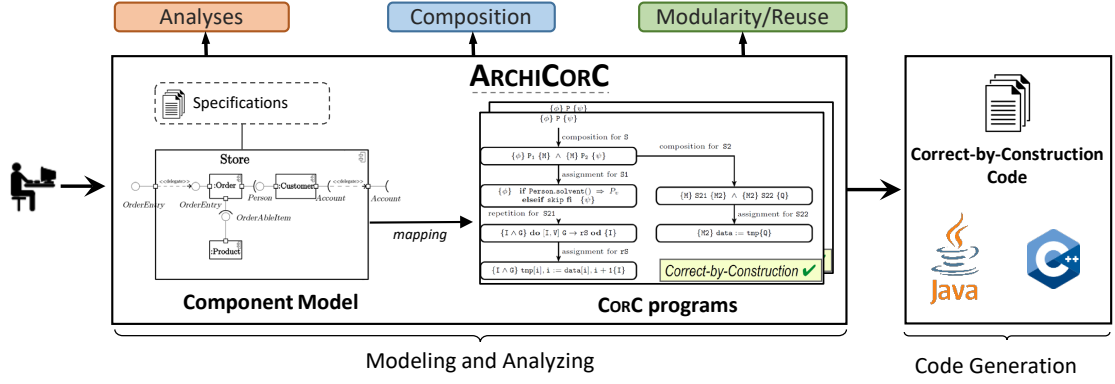 Analyses
Composition
Modularity/Reuse
ARCHICORC
Specifications
Store
<<delegate>>
:Order
:Customer
<<delegate>>
OrderEntry
OrderEntry
Person
Account
Account
OrderAbleItem
:Product
Component Model
mapping
{ϕ} P {ψ}
{ϕ} P {ψ}
composition for S
{ϕ} P₁ {M} ∧ {M} P₂ {ψ}
composition for S2
assignment for S1
{ϕ} if Person.solvent() ⇒ Pₑ
elseif skip fi {ψ}
{M} S21 {M2} ∧ {M2} S22 {Q}
repetition for S21
assignment for S22
{I ∧ G} do [I, V] G → rS od {I}
{M2} data := tmp{Q}
assignment for rS
{I ∧ G} tmp[i], i := data[i], i + 1{I}
Correct-by-Construction ✔
CORC programs
Correct-by-Construction
Code
Java
C++
Modeling and Analyzing
Code Generation